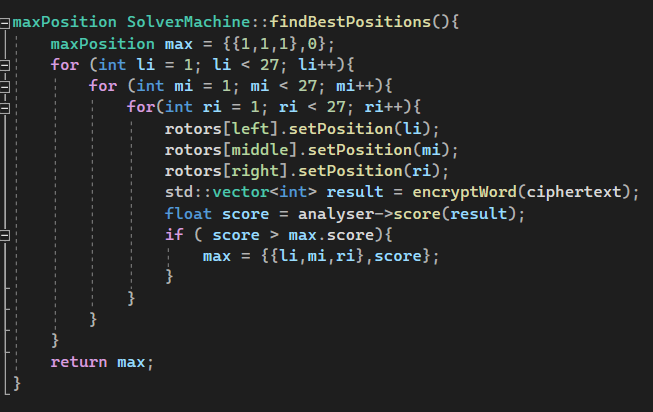 maxPosition SolverMachine::findBestPositions(){
    maxPosition max = {{1,1,1},0};
    for (int li = 1; li < 27; li++){
        for (int mi = 1; mi < 27; mi++){
            for(int ri = 1; ri < 27; ri++){
                rotors[left].setPosition(li);
                rotors[middle].setPosition(mi);
                rotors[right].setPosition(ri);
                std::vector<int> result = encryptWord(ciphertext);
                float score = analyser->score(result);
                if ( score > max.score){
                    max = {{li,mi,ri},score};
                }
            }
        }
    }
    return max;
}